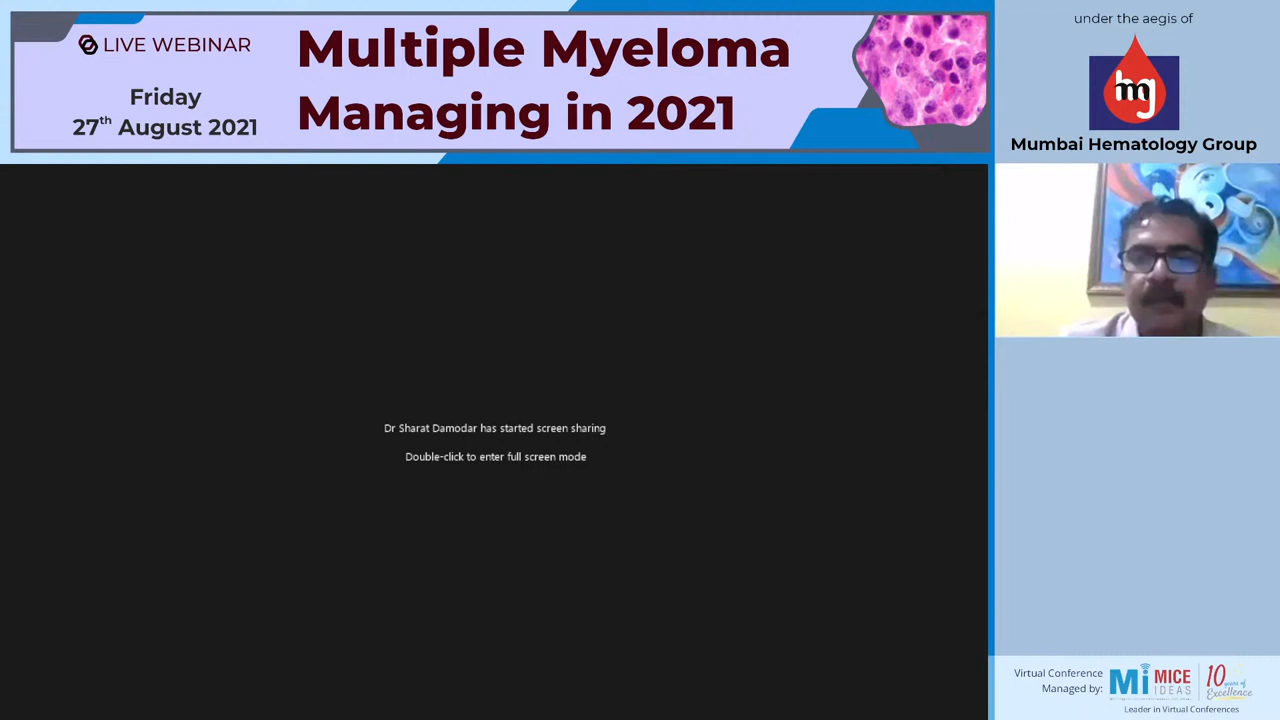 LIVE WEBINAR
Friday
27th August 2021
Multiple Myeloma
Managing in 2021
under the aegis of
hmg
Mumbai Hematology Group
Dr Sharat Damodar has started screen sharing
Double-click to enter full screen mode
Virtual Conference
Managed by:
Mi MICE
IDEAS
10 years of
Excellence
Leader in Virtual Conferences